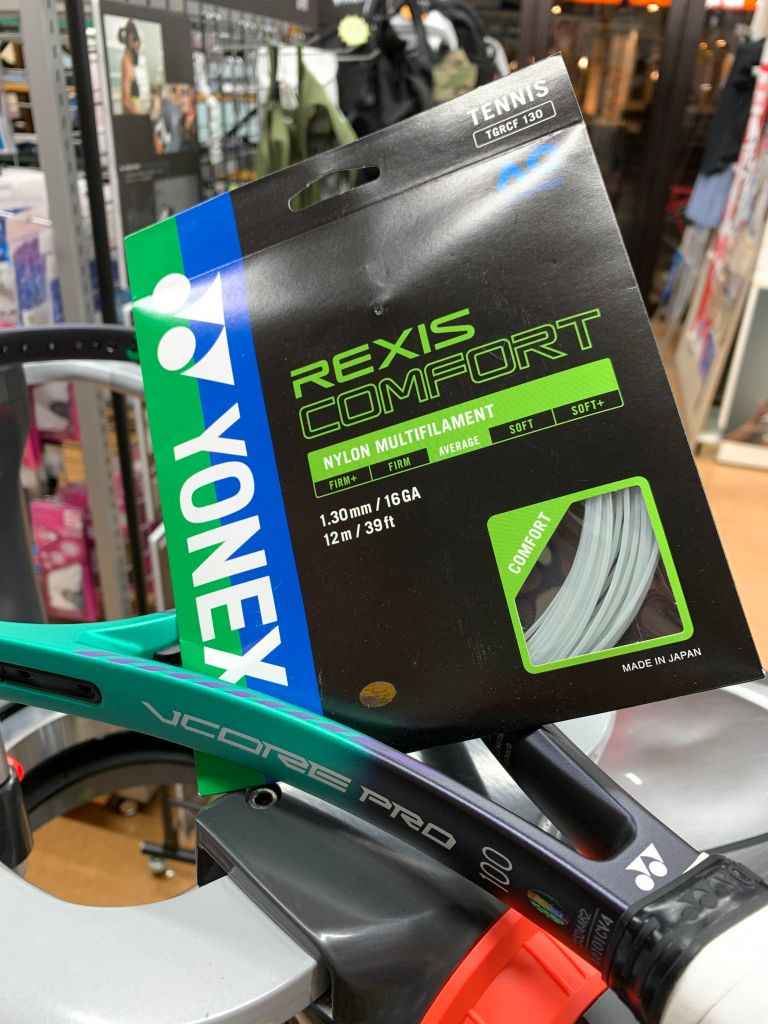 TENNIS
TGRCF 130
YONEX
REXIS
COMFORT
NYLON MULTIFILAMENT
FIRM+ FIRM AVERAGE SOFT SOFT+
1.30mm / 16GA
12m / 39ft
COMFORT
MADE IN JAPAN
VCORE PRO 100